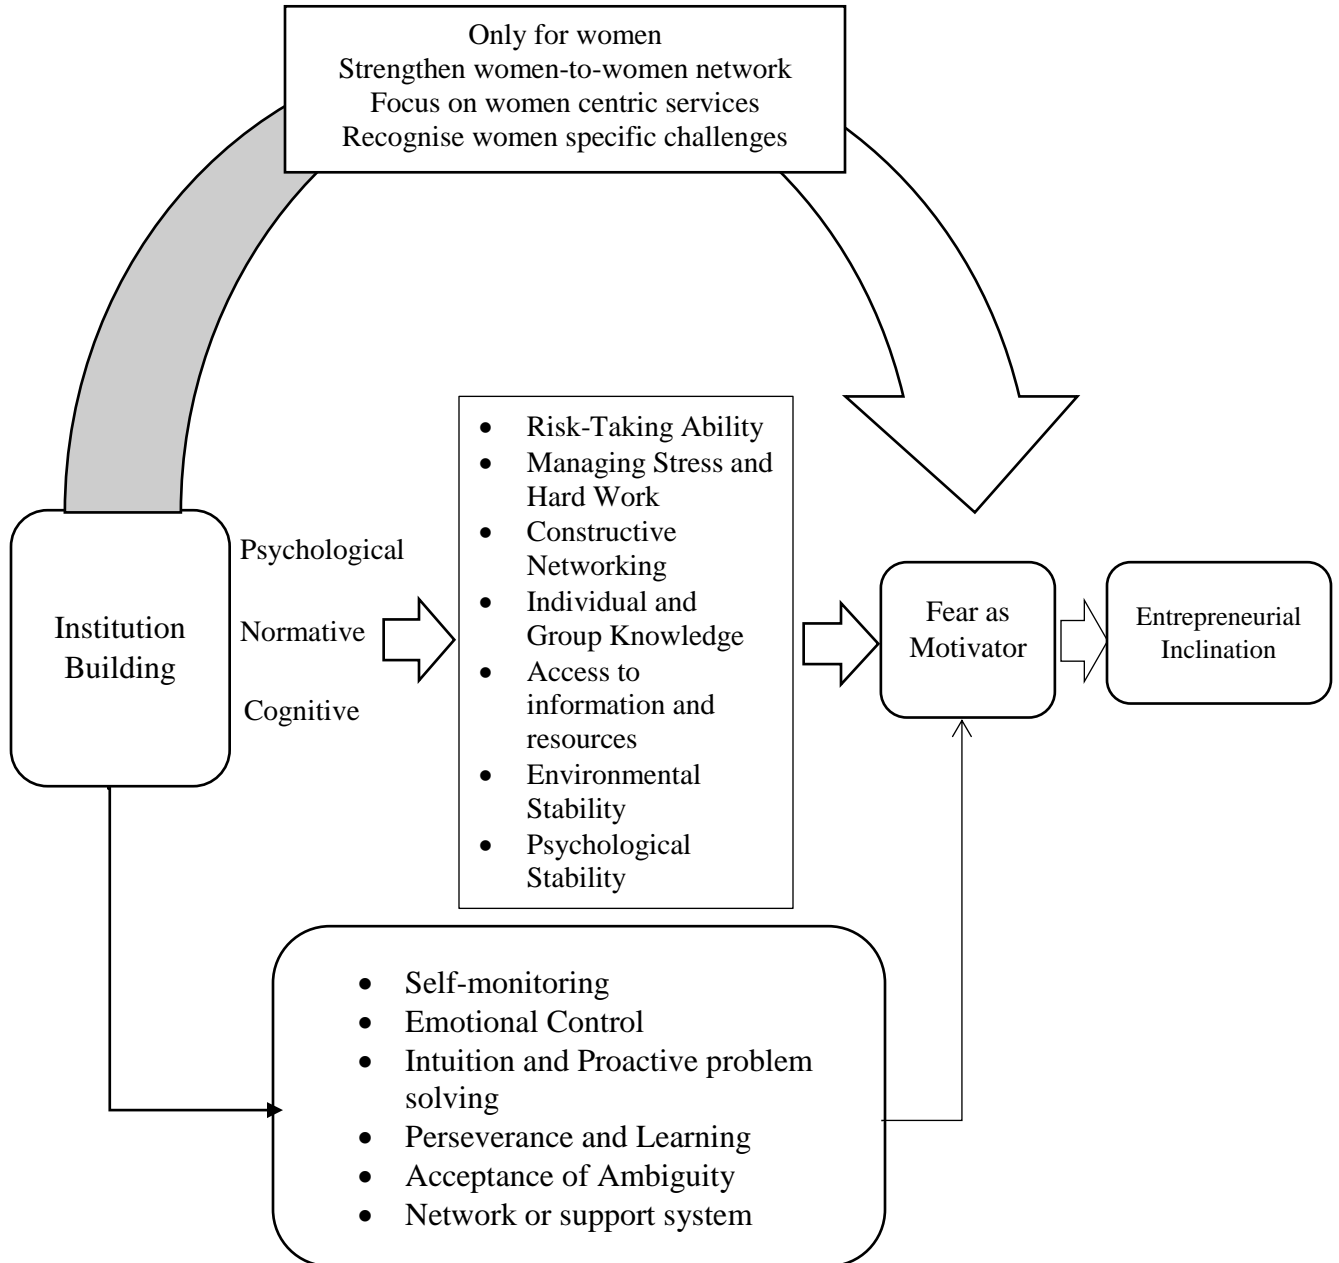 Only for women
Strengthen women-to-women network
Focus on women centric services
Recognise women specific challenges
Institution
Building
Psychological
Normative
Cognitive
• Risk-Taking Ability
• Managing Stress and
Hard Work
• Constructive
Networking
• Individual and
Group Knowledge
• Access to
information and
resources
• Environmental
Stability
• Psychological
Stability
Fear as
Motivator
Entrepreneurial
Inclination
• Self-monitoring
• Emotional Control
• Intuition and Proactive problem
solving
• Perseverance and Learning
• Acceptance of Ambiguity
• Network or support system